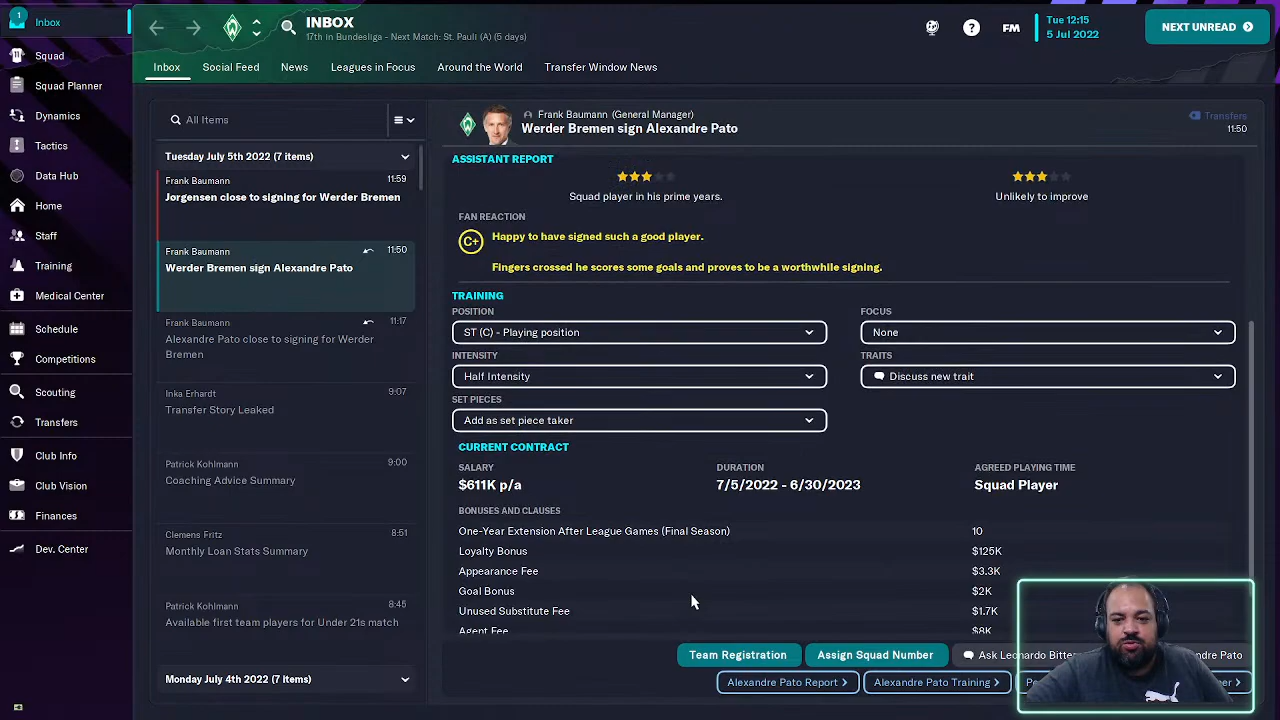 1
Inbox
Squad
Squad Planner
Dynamics
Tactics
Data Hub
Home
Staff
Training
Medical Center
Schedule
Competitions
Scouting
Transfers
Club Info
Club Vision
Finances
Dev. Center
INBOX
17th in Bundesliga - Next Match: St. Pauli (A) (5 days)
FM
Tue 12:15
5 Jul 2022
NEXT UNREAD
Inbox
Social Feed
News
Leagues in Focus
Around the World
Transfer Window News
All Items
Tuesday July 5th 2022 (7 items)
Frank Baumann 11:59
Jørgensen close to signing for Werder Bremen
Frank Baumann 11:50
Werder Bremen sign Alexandre Pato
Frank Baumann 11:17
Alexandre Pato close to signing for Werder
Bremen
Inka Erhardt 9:07
Transfer Story Leaked
Patrick Kohlmann 9:00
Coaching Advice Summary
Clemens Fritz 8:51
Monthly Loan Stats Summary
Patrick Kohlmann 8:45
Available first team players for Under 21s match
Monday July 4th 2022 (7 items)
Frank Baumann (General Manager)
Werder Bremen sign Alexandre Pato
Transfers
11:50
ASSISTANT REPORT
Squad player in his prime years.
Unlikely to improve
FAN REACTION
C+
Happy to have signed such a good player.
Fingers crossed he scores some goals and proves to be a worthwhile signing.
TRAINING
POSITION
ST (C) - Playing position
FOCUS
None
INTENSITY
Half Intensity
TRAITS
Discuss new trait
SET PIECES
Add as set piece taker
CURRENT CONTRACT
SALARY
$611K p/a
DURATION
7/5/2022 - 6/30/2023
AGREED PLAYING TIME
Squad Player
BONUSES AND CLAUSES
One-Year Extension After League Games (Final Season) 10
Loyalty Bonus $125K
Appearance Fee $3.3K
Goal Bonus $2K
Unused Substitute Fee $1.7K
Agent Fee $8K
Team Registration
Assign Squad Number
Ask Leonardo Bitter
andre Pato
Alexandre Pato Report
Alexandre Pato Training